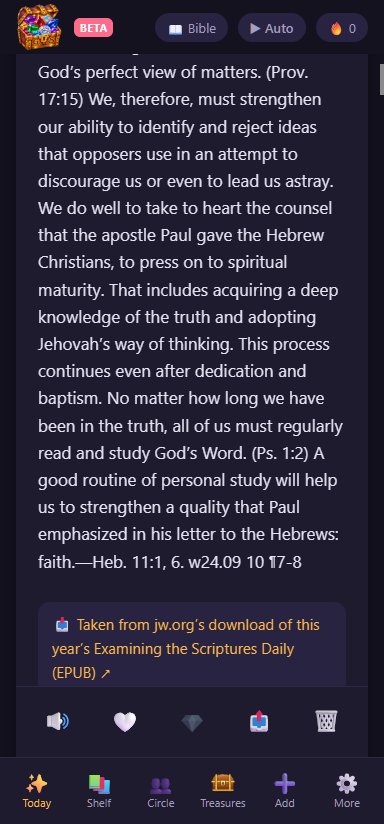 BETA
Bible
Auto
0
God's perfect view of matters. (Prov.
17:15) We, therefore, must strengthen
our ability to identify and reject ideas
that opposers use in an attempt to
discourage us or even to lead us astray.
We do well to take to heart the counsel
that the apostle Paul gave the Hebrew
Christians, to press on to spiritual
maturity. That includes acquiring a deep
knowledge of the truth and adopting
Jehovah's way of thinking. This process
continues even after dedication and
baptism. No matter how long we have
been in the truth, all of us must regularly
read and study God's Word. (Ps. 1:2) A
good routine of personal study will help
us to strengthen a quality that Paul
emphasized in his letter to the Hebrews:
faith.—Heb. 11:1, 6. w24.09 10 ¶7-8
Taken from jw.org's download of this
year's Examining the Scriptures Daily
(EPUB) ↗
Today
Shelf
Circle
Treasures
Add
More